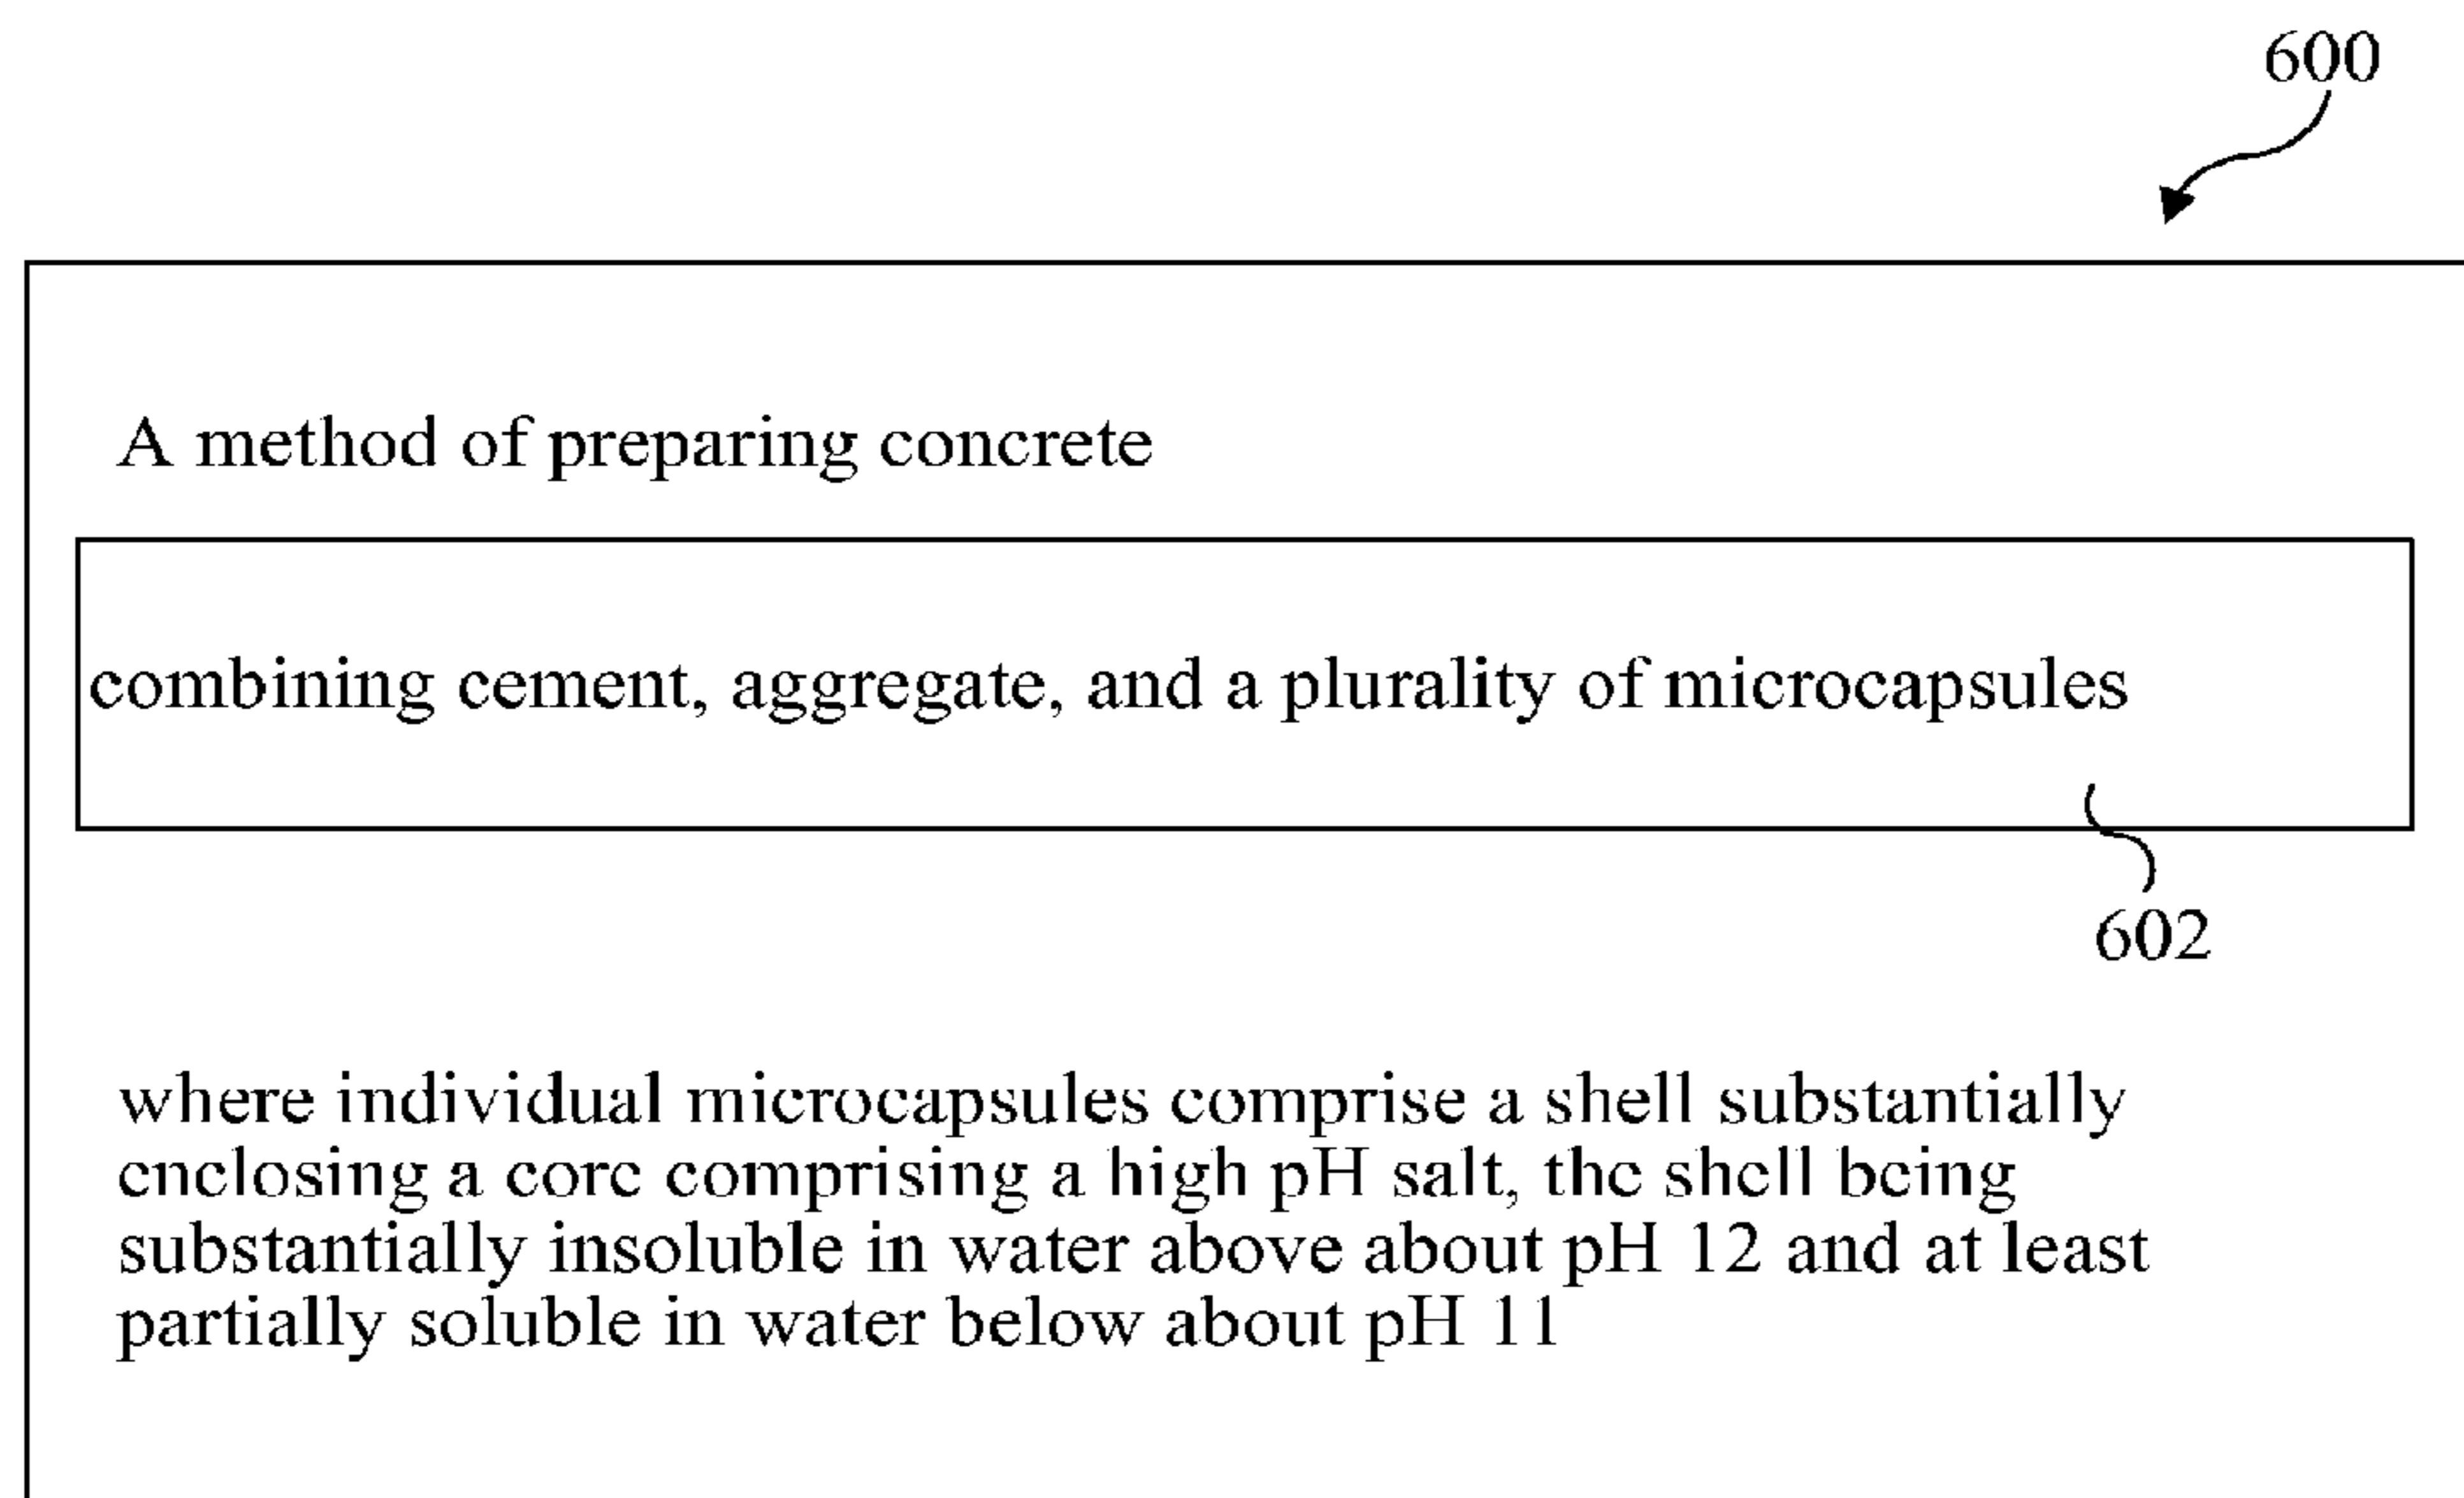 600
A method of preparing concrete
combining cement, aggregate, and a plurality of microcapsules
602
where individual microcapsules comprise a shell substantially
enclosing a core comprising a high pH salt, the shell being
substantially insoluble in water above about pH 12 and at least
partially soluble in water below about pH 11